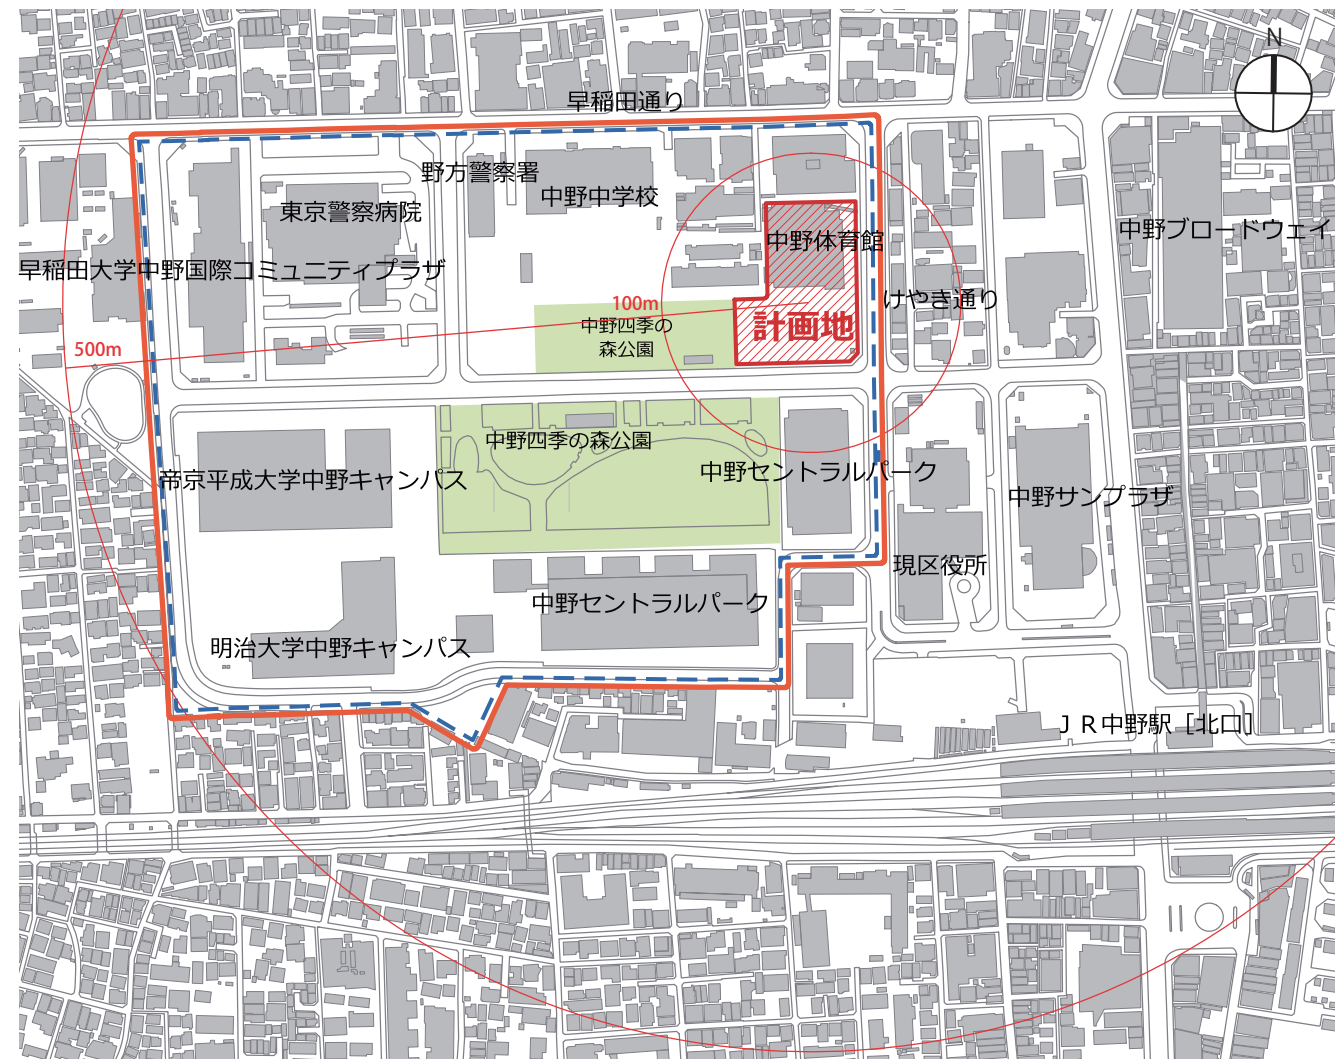 N
早稲田通り
野方警察署
中野中学校
東京警察病院
中野体育館
中野ブロードウェイ
早稲田大学中野国際コミュニティプラザ
けやき通り
100m
中野四季の
森公園
計画地
500m
中野四季の森公園
中野セントラルパーク
帝京平成大学中野キャンパス
中野サンプラザ
現区役所
中野セントラルパーク
明治大学中野キャンパス
ＪＲ中野駅［北口］